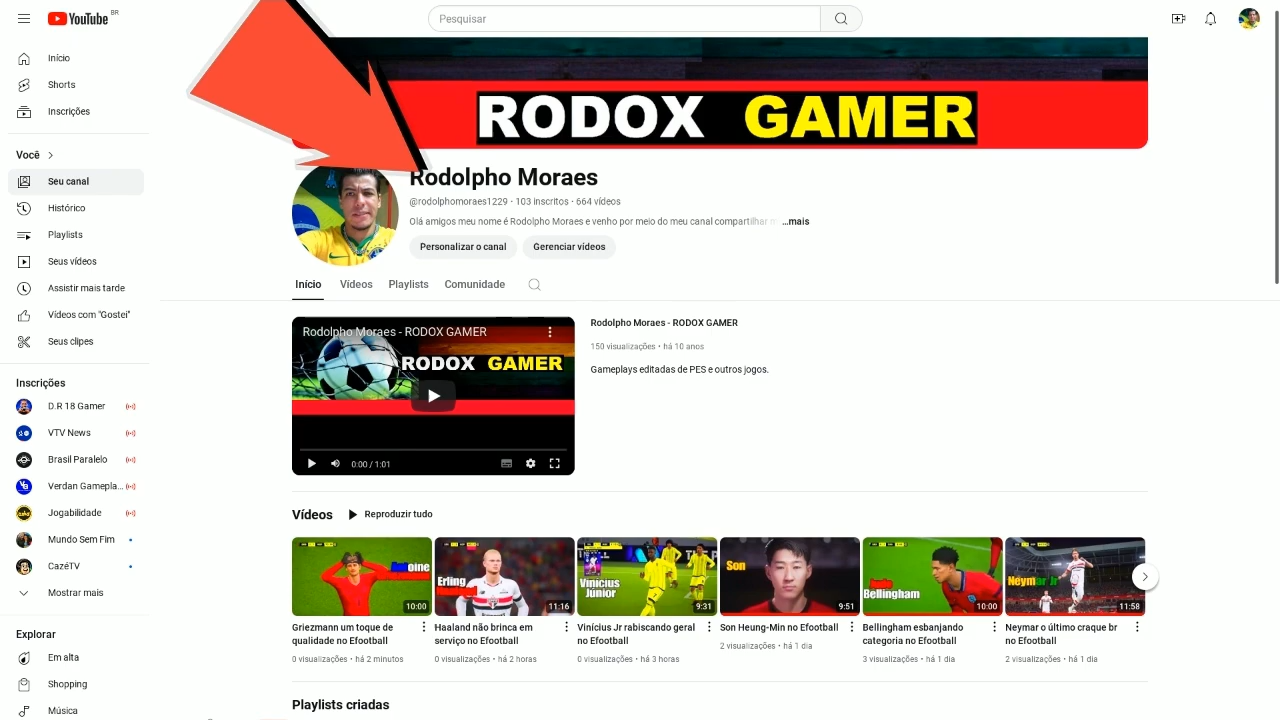 YouTube BR
Pesquisar
Início
Shorts
Inscrições
Você
Seu canal
Histórico
Playlists
Seus vídeos
Assistir mais tarde
Vídeos com "Gostei"
Seus clipes
Inscrições
D.R 18 Gamer
VTV News
Brasil Paralelo
Verdan Gamepla...
Jogabilidade
Mundo Sem Fim
CazéTV
Mostrar mais
Explorar
Em alta
Shopping
Música
RODOX GAMER
Rodolpho Moraes
@rodolphomoraes1229 • 103 inscritos • 664 vídeos
Olá amigos meu nome é Rodolpho Moraes e venho por meio do meu canal compartilhar m ...mais
Personalizar o canal
Gerenciar vídeos
Início Vídeos Playlists Comunidade
Rodolpho Moraes - RODOX GAMER
RODOX GAMER
0:00 / 1:01
Rodolpho Moraes - RODOX GAMER
150 visualizações • há 10 anos
Gameplays editadas de PES e outros jogos.
Vídeos
Reproduzir tudo
Antoine
10:00
Griezmann um toque de
qualidade no Efootball
0 visualizações • há 2 minutos
Erling
Haaland
11:16
Haaland não brinca em
serviço no Efootball
0 visualizações • há 2 horas
Vinícius
Júnior
9:31
Vinícius Jr rabiscando geral
no Efootball
0 visualizações • há 3 horas
Son
9:51
Son Heung-Min no Efootball
2 visualizações • há 1 dia
Jude
Bellingham
10:00
Bellingham esbanjando
categoria no Efootball
3 visualizações • há 1 dia
Neymar Jr
11:58
Neymar o último craque br
no Efootball
2 visualizações • há 1 dia
Playlists criadas